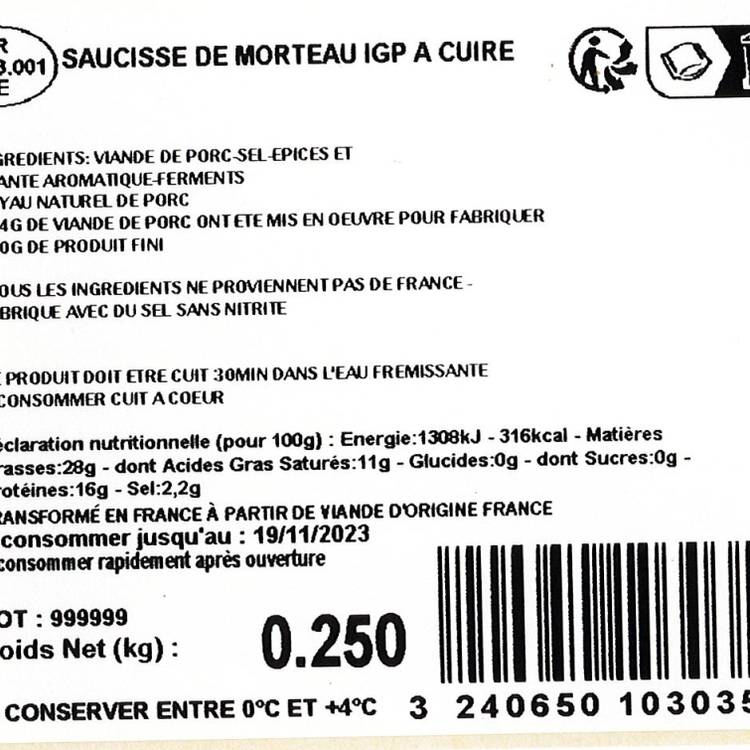 R
3.001
E
SAUCISSE DE MORTEAU IGP A CUIRE
GREDIENTS: VIANDE DE PORC-SEL-EPICES ET
ANTE AROMATIQUE-FERMENTS
YAU NATUREL DE PORC
4G DE VIANDE DE PORC ONT ETE MIS EN OEUVRE POUR FABRIQUER
0G DE PRODUIT FINI
OUS LES INGREDIENTS NE PROVIENNENT PAS DE FRANCE -
BRIQUE AVEC DU SEL SANS NITRITE
E PRODUIT DOIT ETRE CUIT 30MIN DANS L'EAU FREMISSANTE
CONSOMMER CUIT A COEUR
éclaration nutritionnelle (pour 100g) : Energie:1308kJ - 316kcal - Matières
rasses:28g - dont Acides Gras Saturés:11g - Glucides:0g - dont Sucres:0g -
rotéines:16g - Sel:2,2g
RANSFORMÉ EN FRANCE À PARTIR DE VIANDE D'ORIGINE FRANCE
consommer jusqu'au : 19/11/2023
consommer rapidement après ouverture
OT : 999999
oids Net (kg) :
0.250
CONSERVER ENTRE 0°C ET +4°C
3 240650 103035